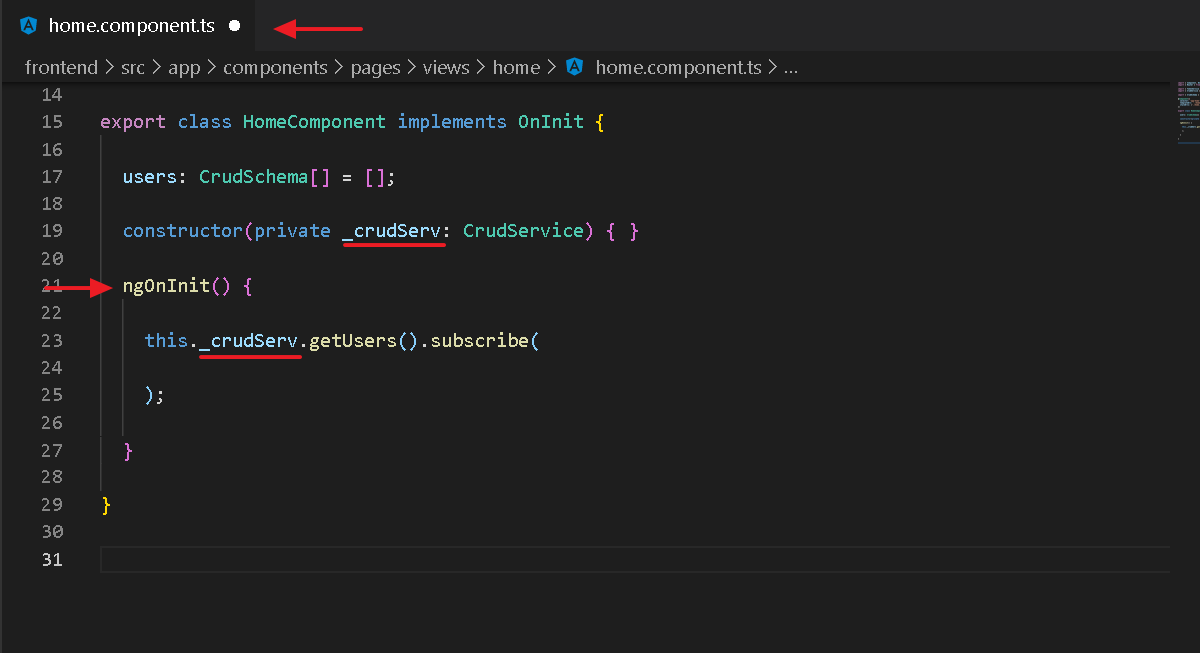 home.component.ts
frontend > src > app > components > pages > views > home > home.component.ts > ...
14
15 export class HomeComponent implements OnInit {
16
17 users: CrudSchema[] = [];
18
19 constructor(private _crudServ: CrudService) { }
20
21 ngOnInit() {
22
23 this._crudServ.getUsers().subscribe(
24
25 );
26
27 }
28
29 }
30
31